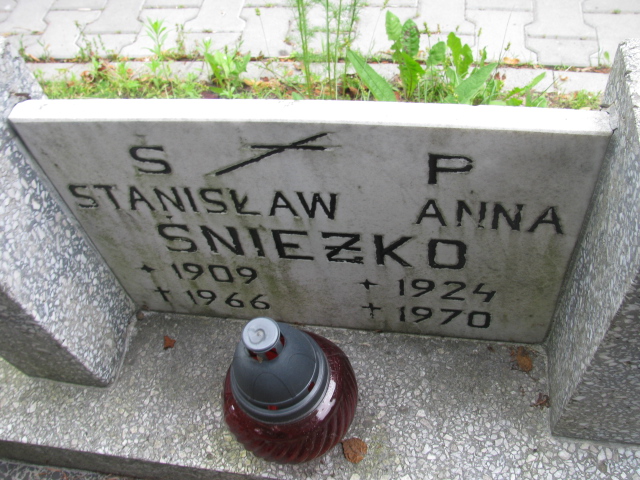 S P
STANISŁAW ANNA
ŚNIEŻKO
* 1909 + 1924
+ 1966 + 1970